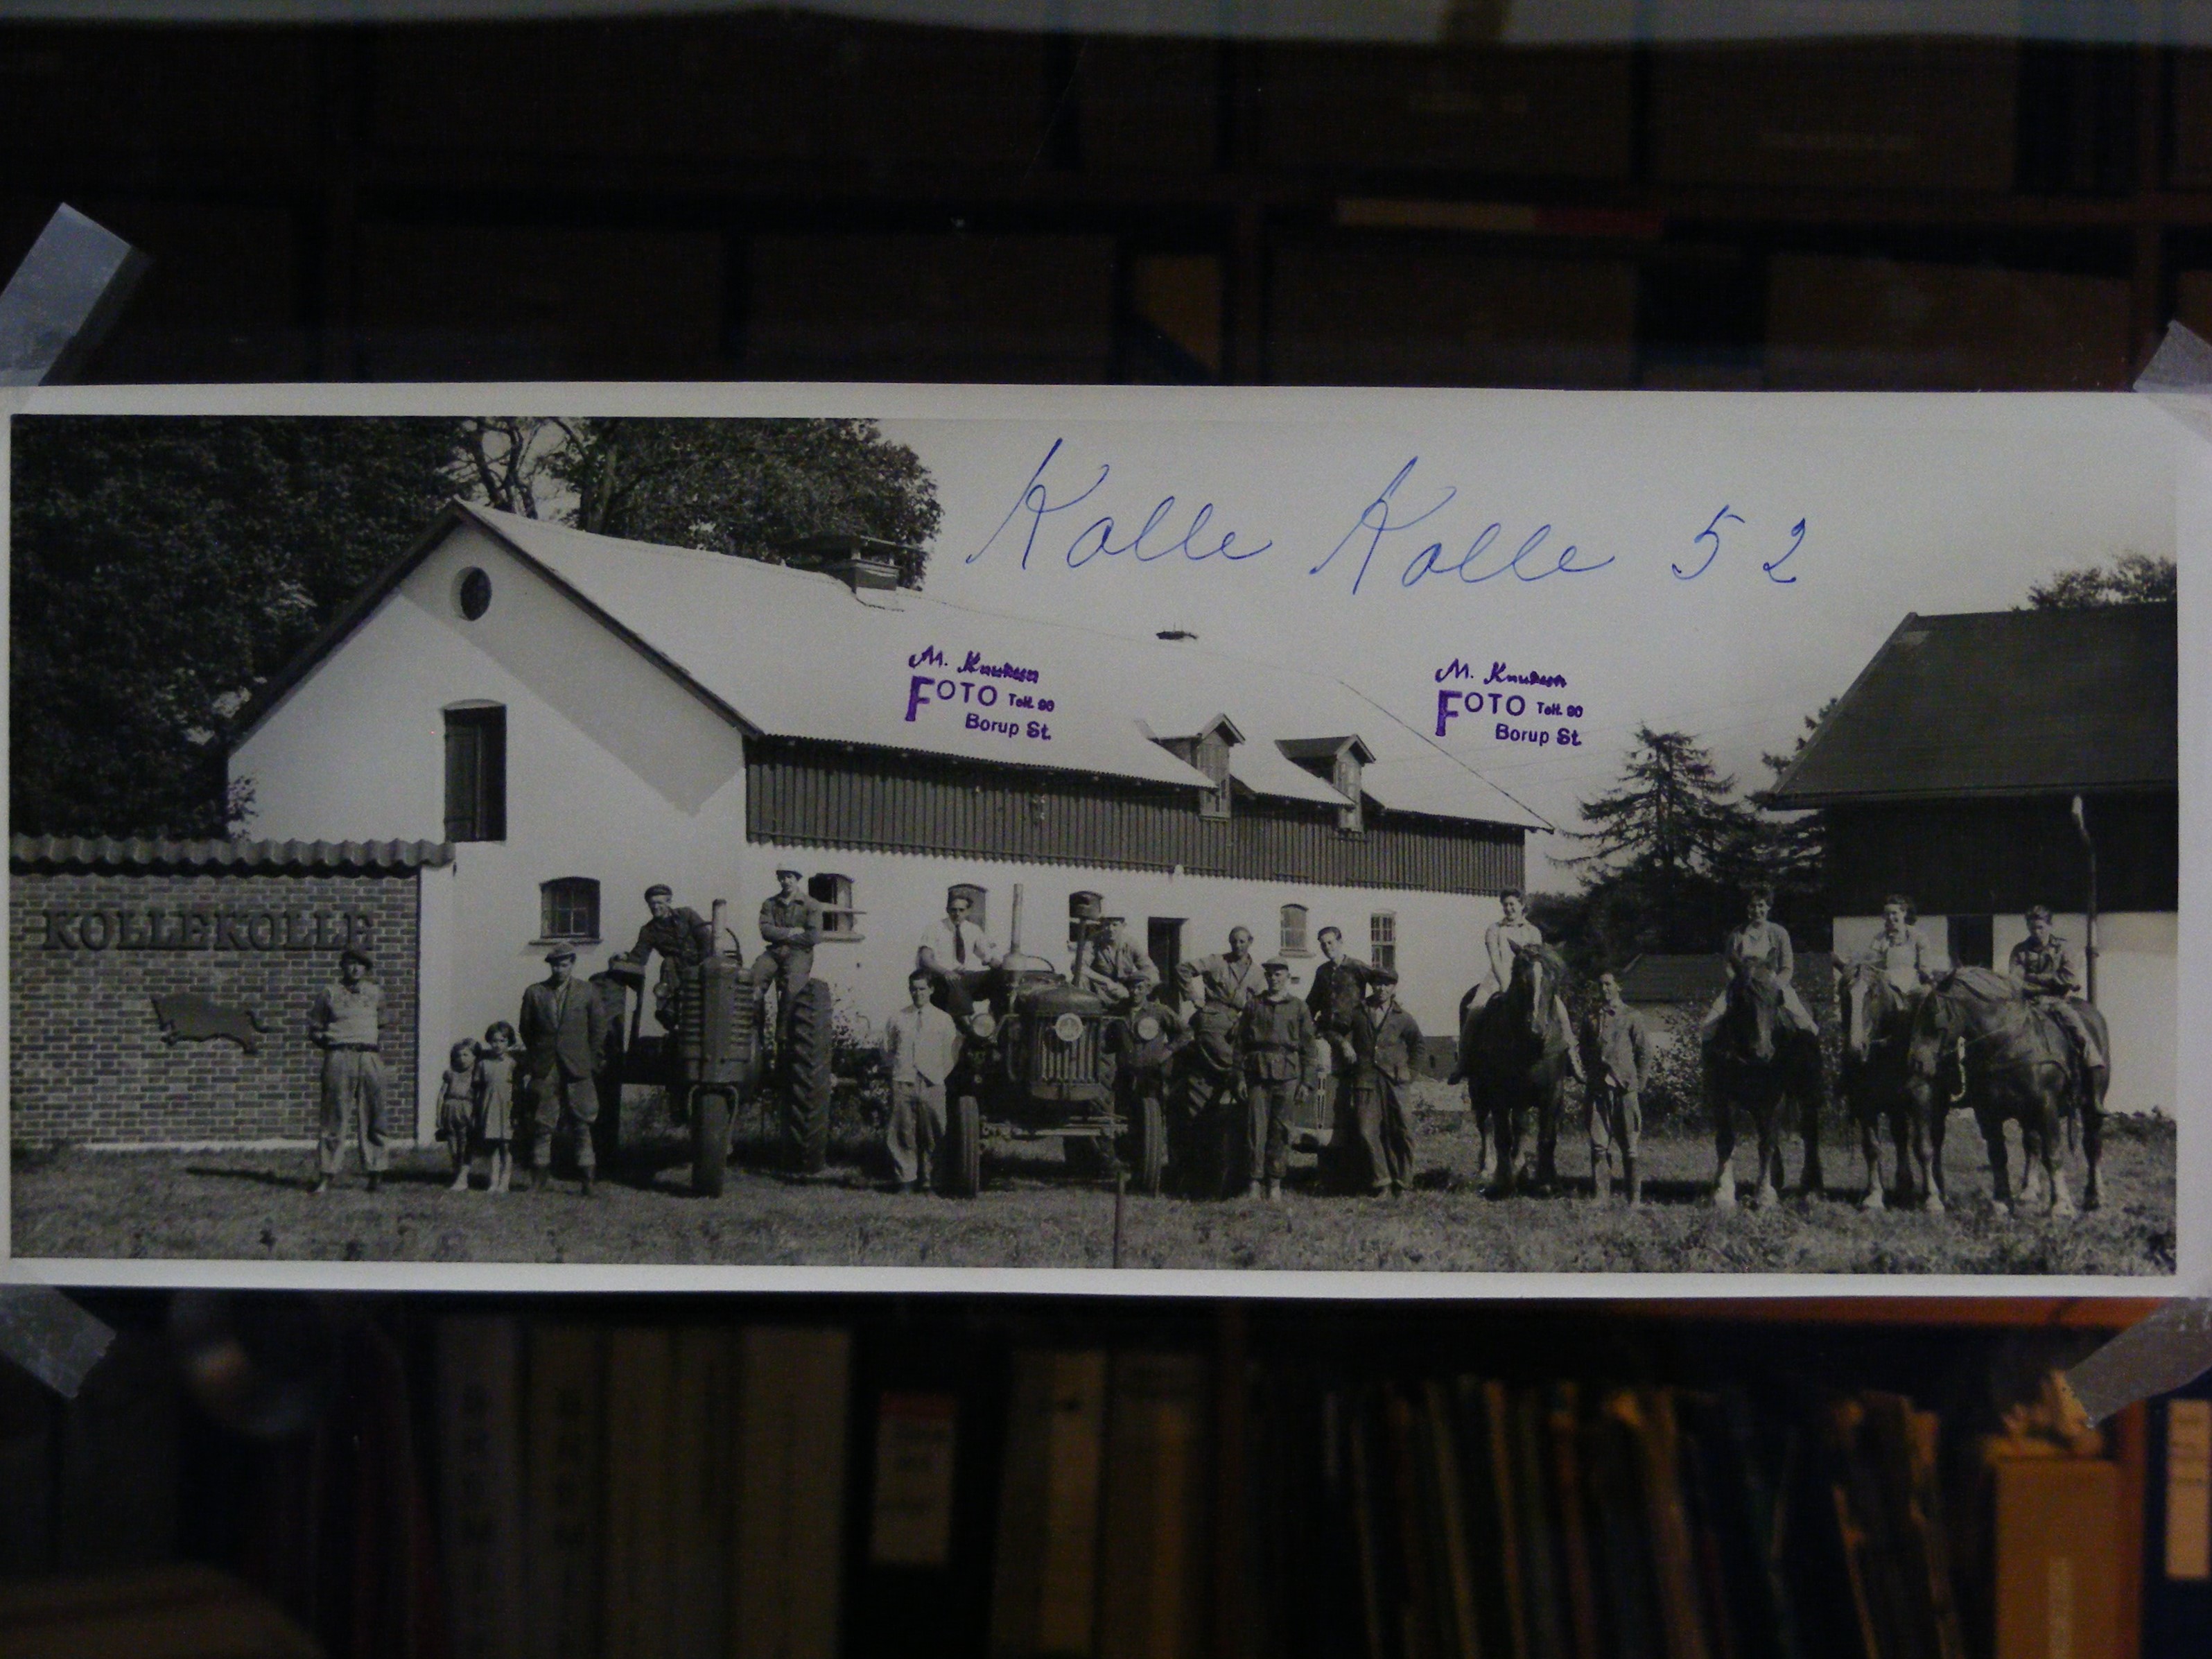 Kolle Kolle 52
M. Knudsen
FOTO Telf. 90
Borup St.
M. Knudsen
FOTO Telf. 90
Borup St.
KOLLEKOLLE